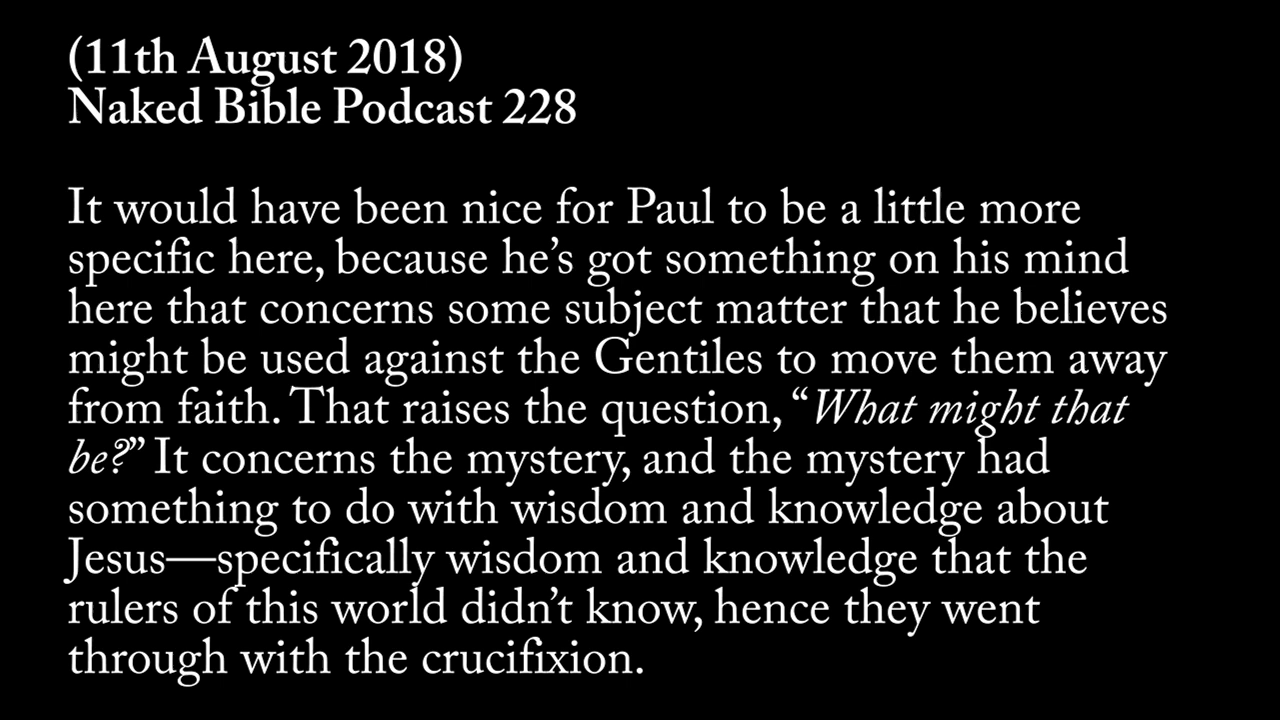 (11th August 2018)
Naked Bible Podcast 228
It would have been nice for Paul to be a little more
specific here, because he’s got something on his mind
here that concerns some subject matter that he believes
might be used against the Gentiles to move them away
from faith. That raises the question, “What might that
be?” It concerns the mystery, and the mystery had
something to do with wisdom and knowledge about
Jesus—specifically wisdom and knowledge that the
rulers of this world didn’t know, hence they went
through with the crucifixion.